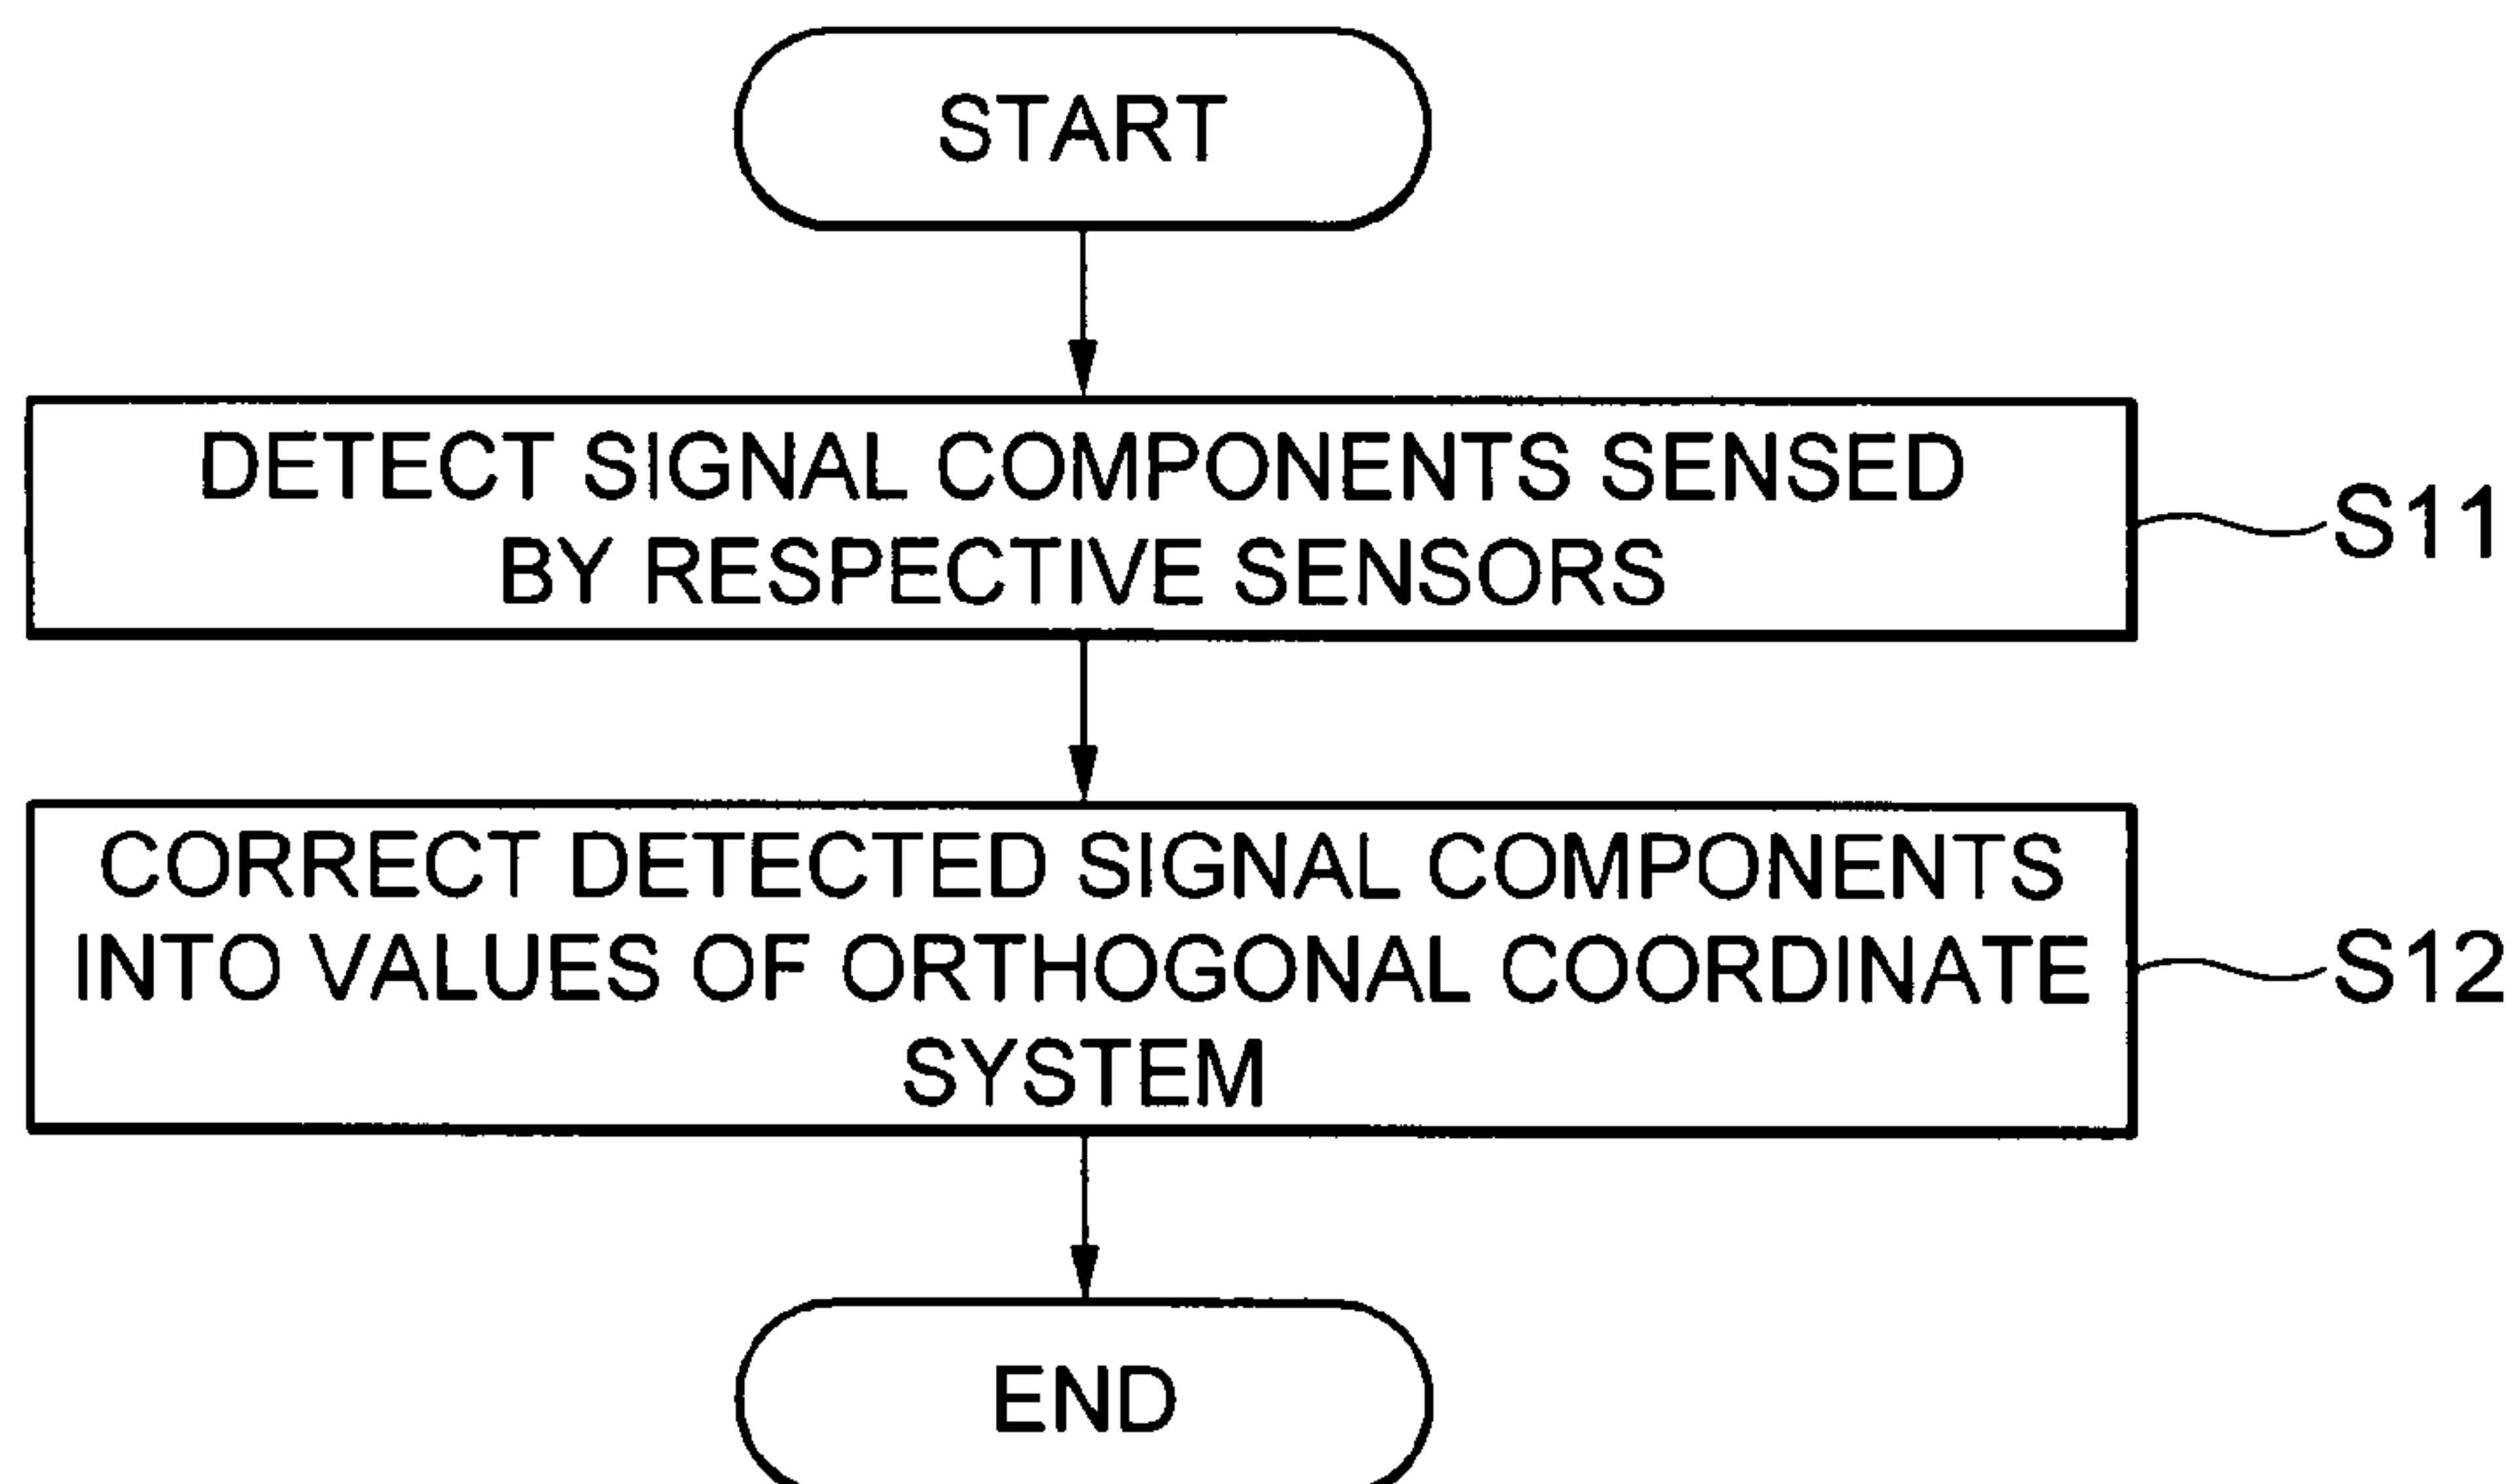 START
DETECT SIGNAL COMPONENTS SENSED
BY RESPECTIVE SENSORS
S11
CORRECT DETECTED SIGNAL COMPONENTS
INTO VALUES OF ORTHOGONAL COORDINATE
SYSTEM
S12
END